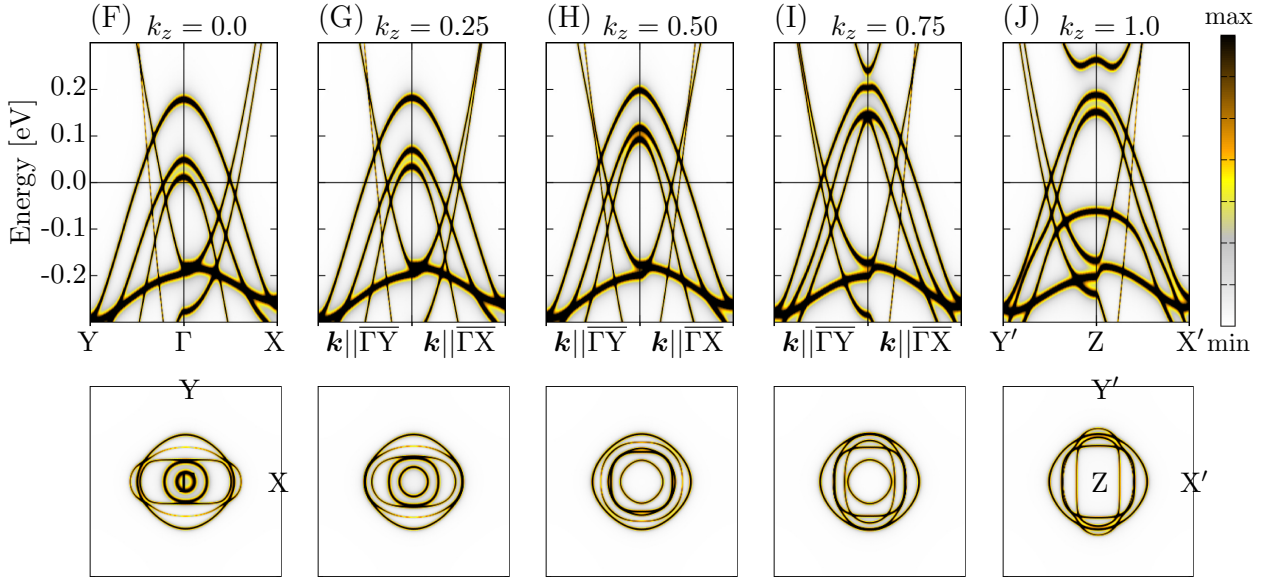 (F) (G) (H) (I) (J) max
k_z = 0.0 k_z = 0.25 k_z = 0.50 k_z = 0.75 k_z = 1.0
Energy [eV]
0.2
0.1
0.0
-0.1
-0.2
Y Γ X k||ΓY k||ΓX k||ΓY k||ΓX k||ΓY k||ΓX Y′ Z X′ min
Y Y′
X Z X′